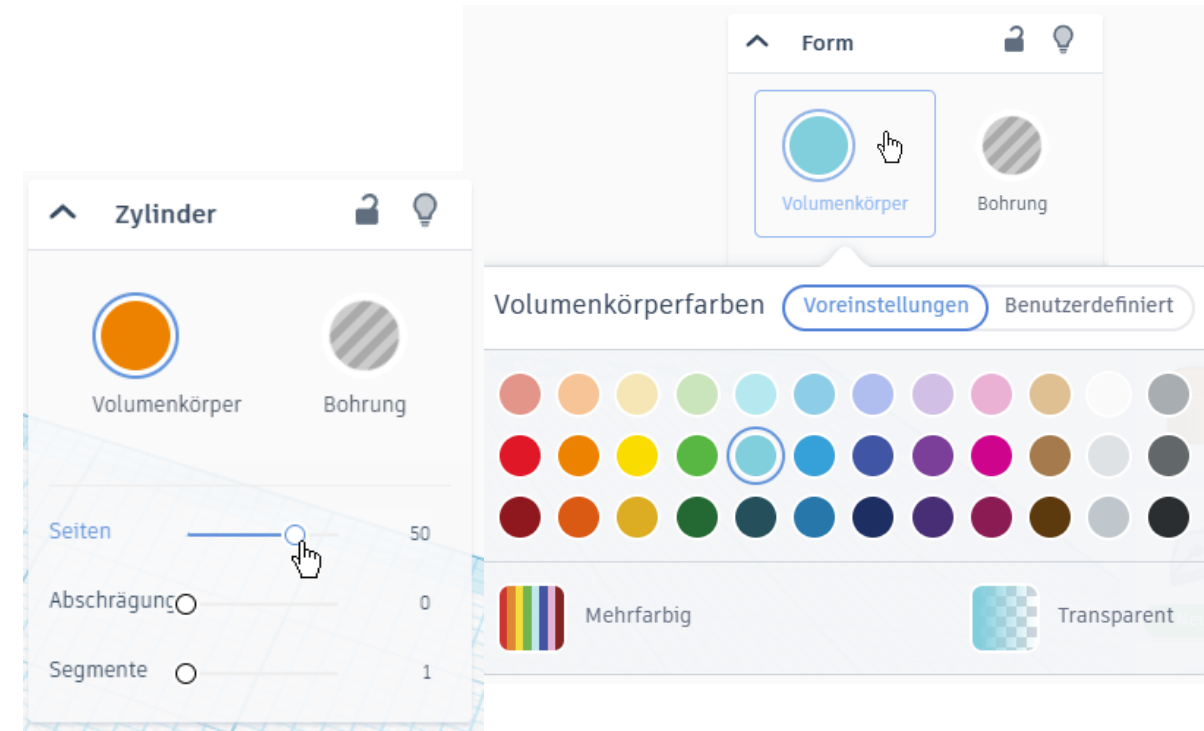 Form
Volumenkörper
Bohrung
Zylinder
Volumenkörper
Bohrung
Seiten 50
Abschrägung 0
Segmente 1
Volumenkörperfarben Voreinstellungen Benutzerdefiniert
Mehrfarbig
Transparent